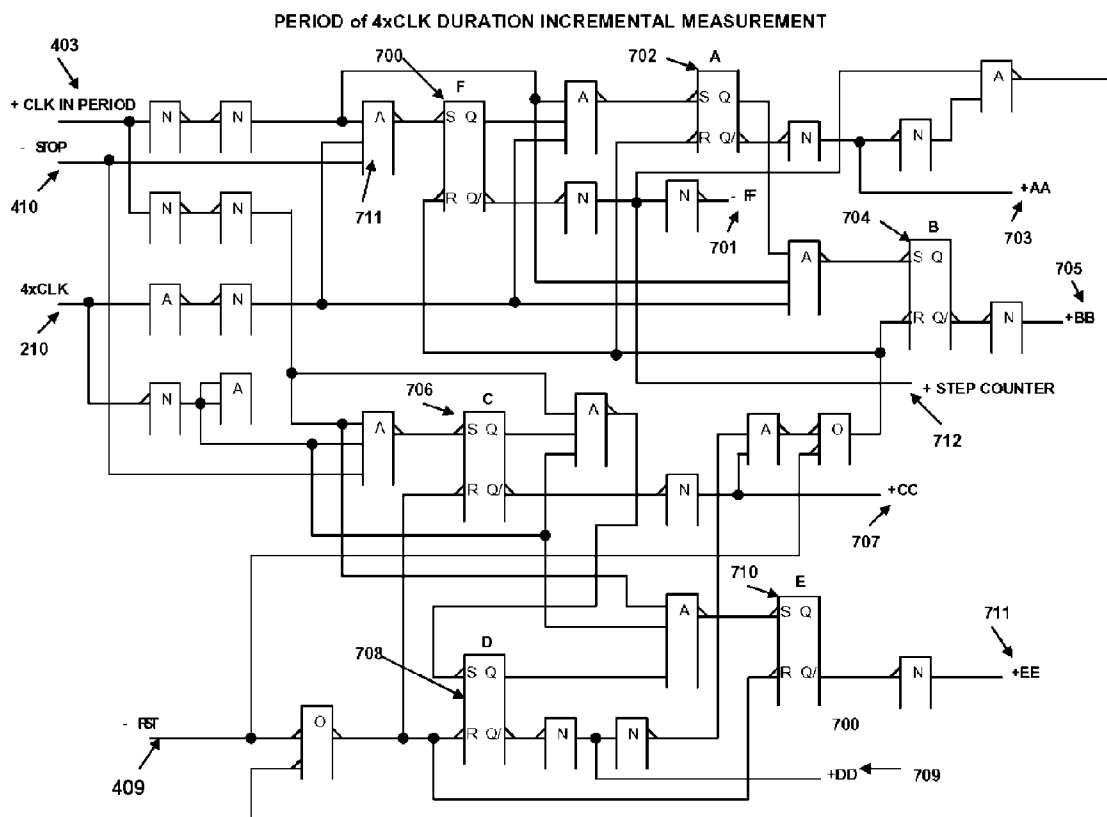 PERIOD of 4xCLK DURATION INCREMENTAL MEASUREMENT
403
700
702
A
F
+ CLK IN PERIOD
N
N
A
S Q
A
S Q
A
- STOP
R Q/
N
N
410
N
N
711
R Q/
N
N
- FF
701
+AA
703
704
B
4xCLK
A
N
A
S Q
705
+BB
210
R Q/
N
N
A
706
C
+ STEP COUNTER
712
A
S Q
A
A
O
R Q/
N
+CC
707
710
E
A
S Q
711
708
D
S Q
R Q/
N
+EE
700
- RST
O
R Q/
N
N
409
+DD
709